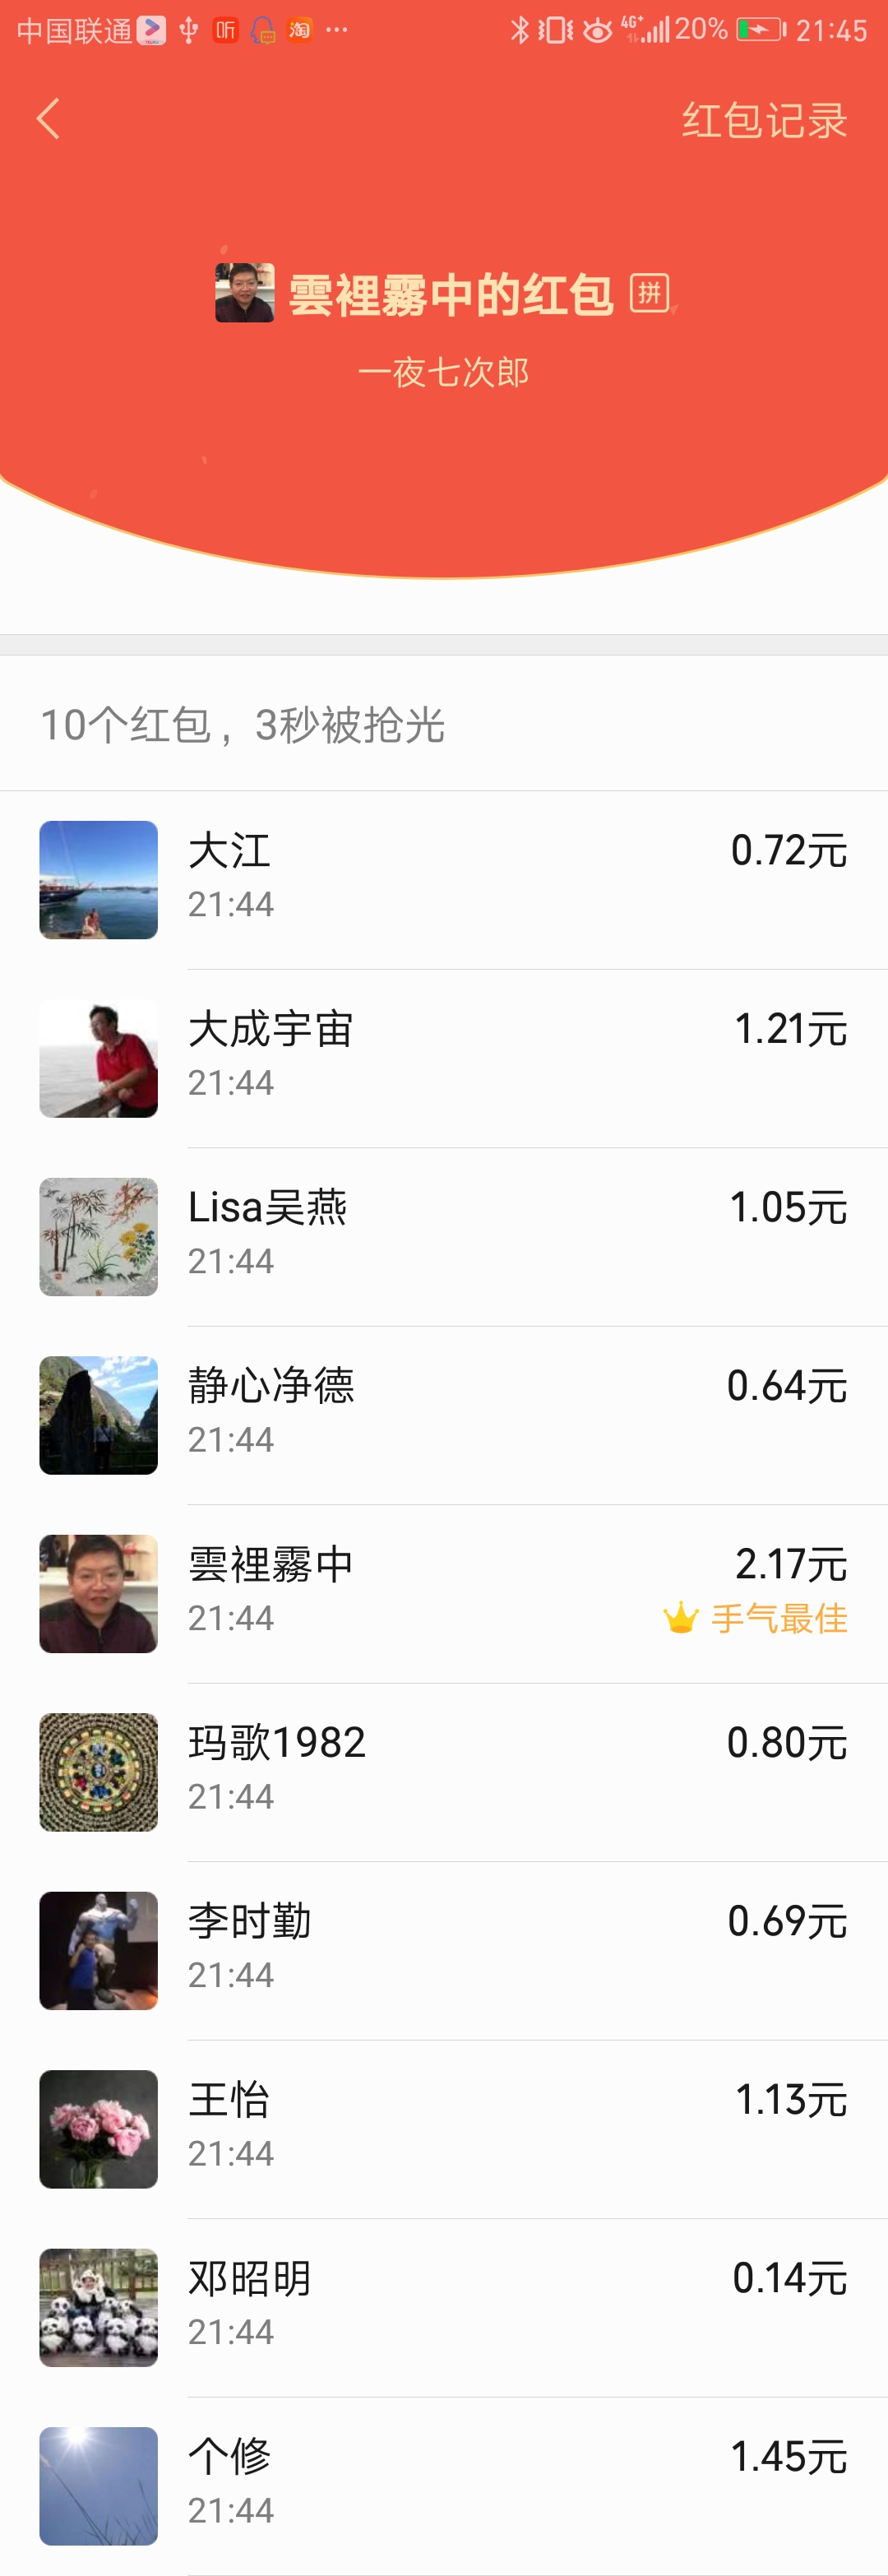 中国联通 听 淘 ··· 4G+ 20% 21:45
红包记录
雲裡霧中的红包 拼
一夜七次郎
10个红包，3秒被抢光
大江 0.72元
21:44
大成宇宙 1.21元
21:44
Lisa吴燕 1.05元
21:44
静心净德 0.64元
21:44
雲裡霧中 2.17元
21:44 手气最佳
玛歌1982 0.80元
21:44
李时勤 0.69元
21:44
王怡 1.13元
21:44
邓昭明 0.14元
21:44
个修 1.45元
21:44